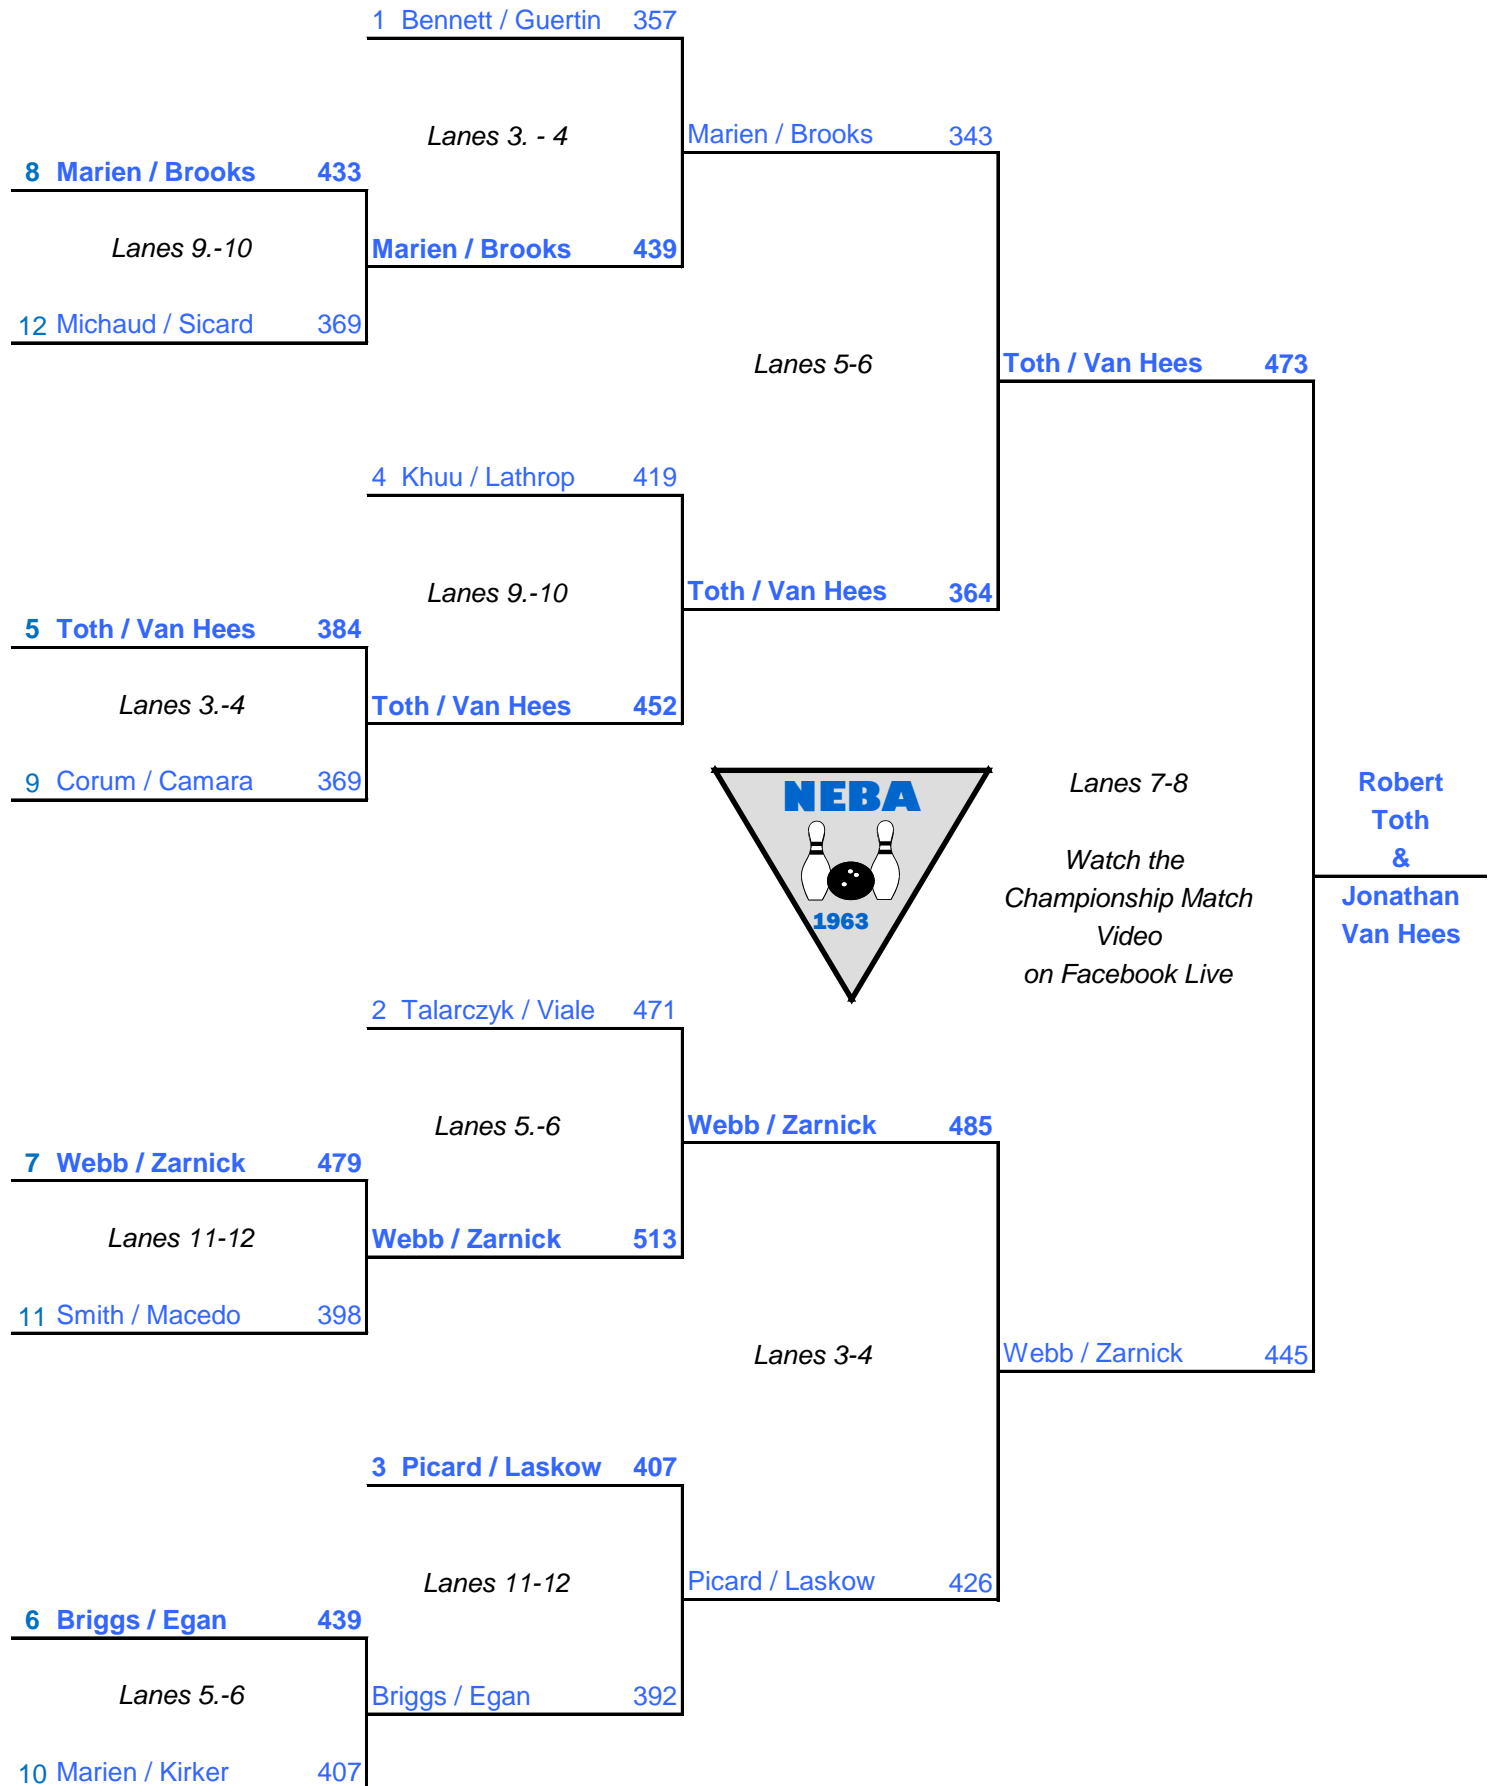 1 Bennett / Guertin 357
Lanes 3. - 4
Marien / Brooks 343
8 Marien / Brooks 433
Lanes 9.-10
Marien / Brooks 439
12 Michaud / Sicard 369
Lanes 5-6
Toth / Van Hees 473
4 Khuu / Lathrop 419
Lanes 9.-10
Toth / Van Hees 364
5 Toth / Van Hees 384
Lanes 3.-4
Toth / Van Hees 452
9 Corum / Camara 369
NEBA
1963
Lanes 7-8
Watch the
Championship Match
Video
on Facebook Live
Robert
Toth
&
Jonathan
Van Hees
2 Talarczyk / Viale 471
Lanes 5.-6
Webb / Zarnick 485
7 Webb / Zarnick 479
Lanes 11-12
Webb / Zarnick 513
11 Smith / Macedo 398
Lanes 3-4
Webb / Zarnick 445
3 Picard / Laskow 407
Lanes 11-12
Picard / Laskow 426
6 Briggs / Egan 439
Lanes 5.-6
Briggs / Egan 392
10 Marien / Kirker 407